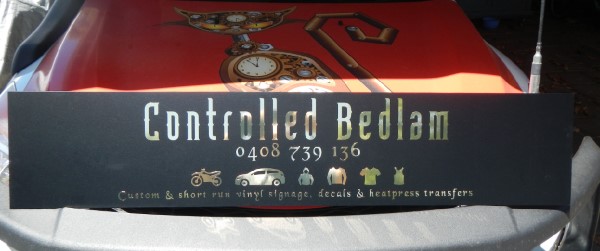 Controlled Bedlam
0408 739 136
Custom & short run vinyl signage, decals & heatpress transfers